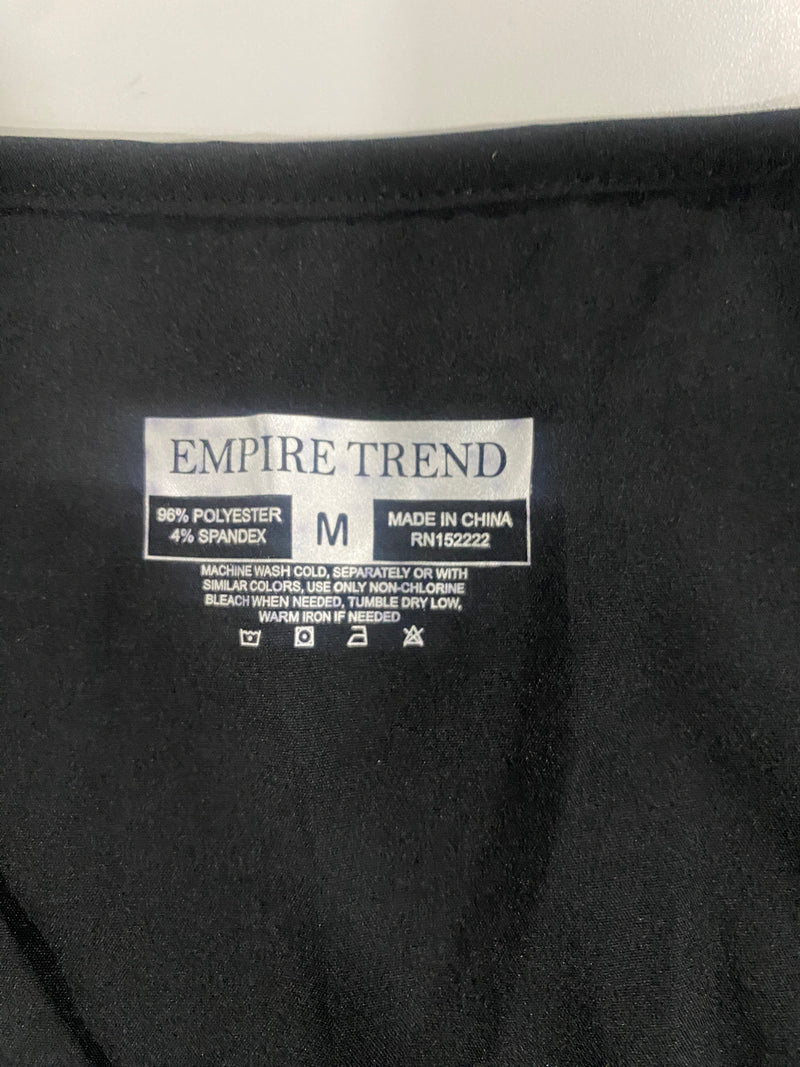 EMPIRE TREND
96% POLYESTER
4% SPANDEX
M
MADE IN CHINA
RN152222
MACHINE WASH COLD, SEPARATELY OR WITH
SIMILAR COLORS, USE ONLY NON-CHLORINE
BLEACH WHEN NEEDED, TUMBLE DRY LOW,
WARM IRON IF NEEDED